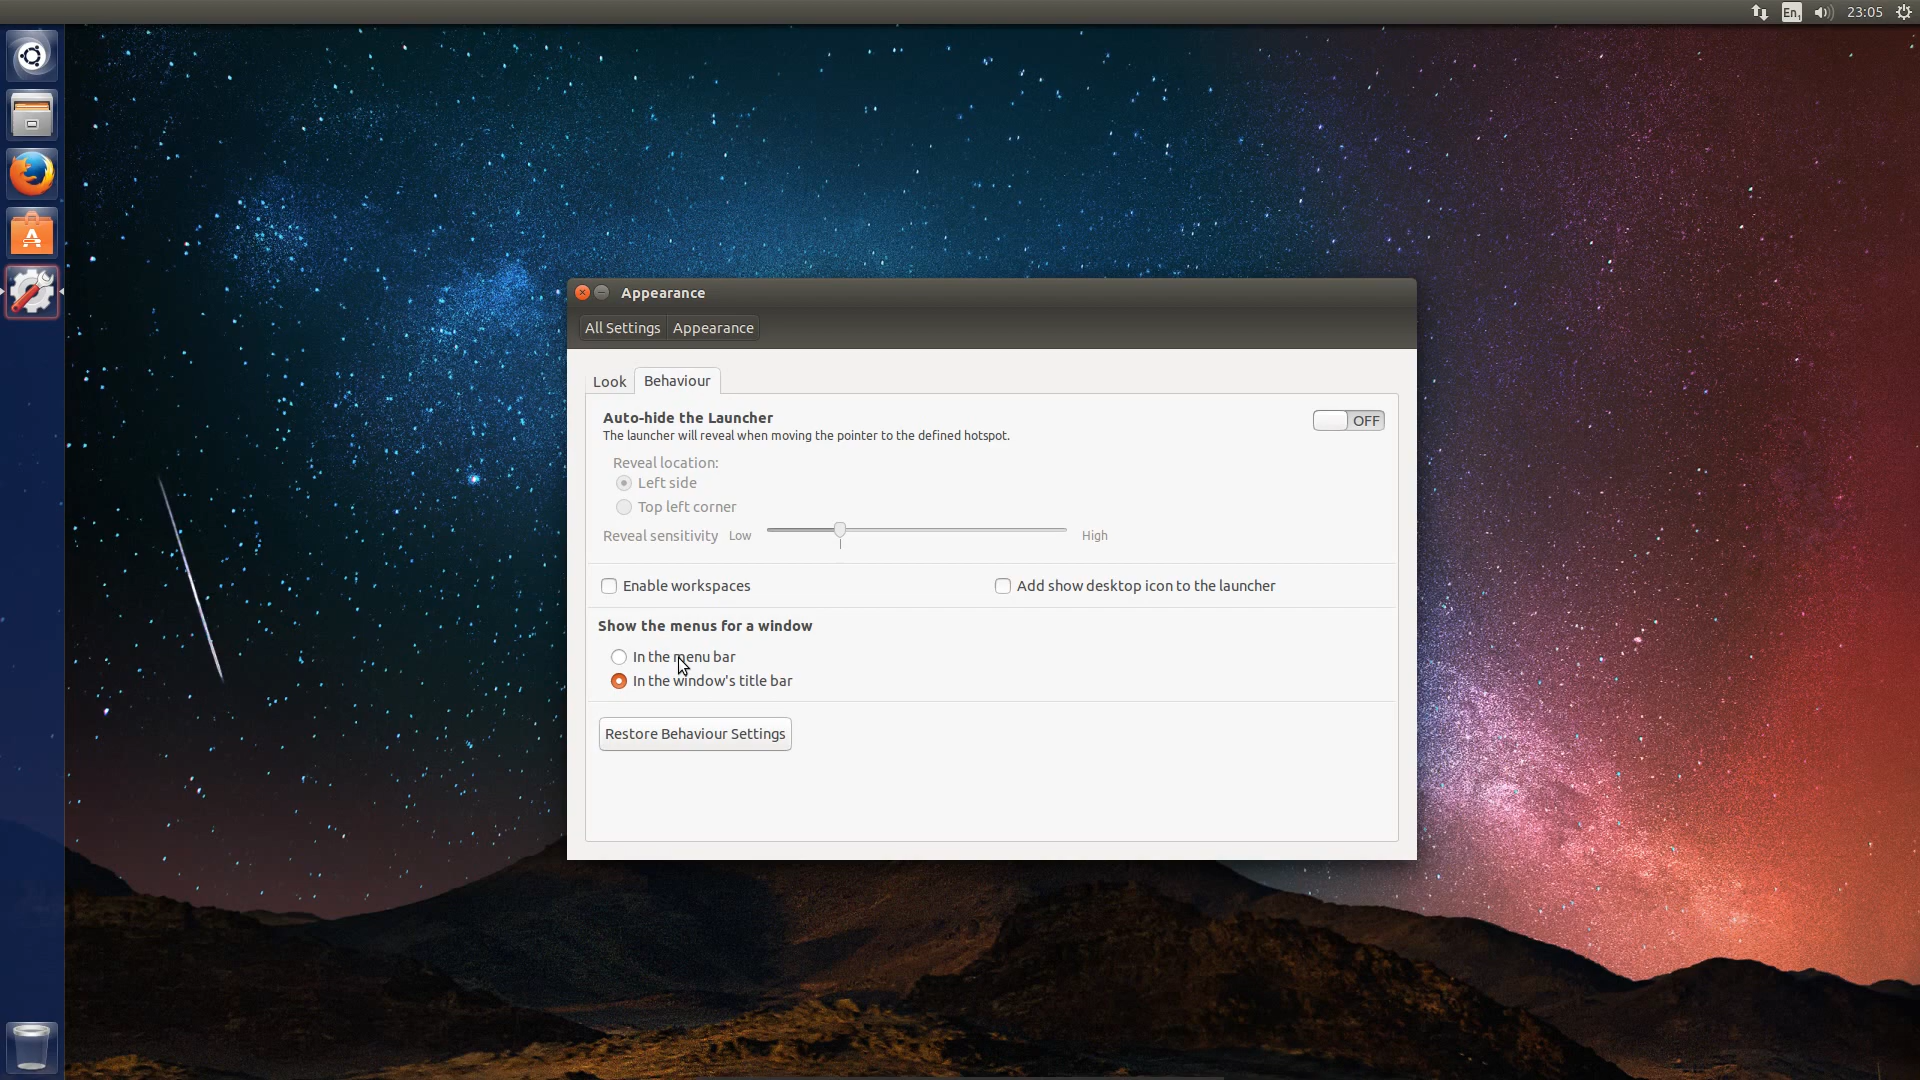 En1 23:05
Appearance
All Settings Appearance
Look Behaviour
Auto-hide the Launcher OFF
The launcher will reveal when moving the pointer to the defined hotspot.
Reveal location:
Left side
Top left corner
Reveal sensitivity Low High
Enable workspaces Add show desktop icon to the launcher
Show the menus for a window
In the menu bar
In the window's title bar
Restore Behaviour Settings